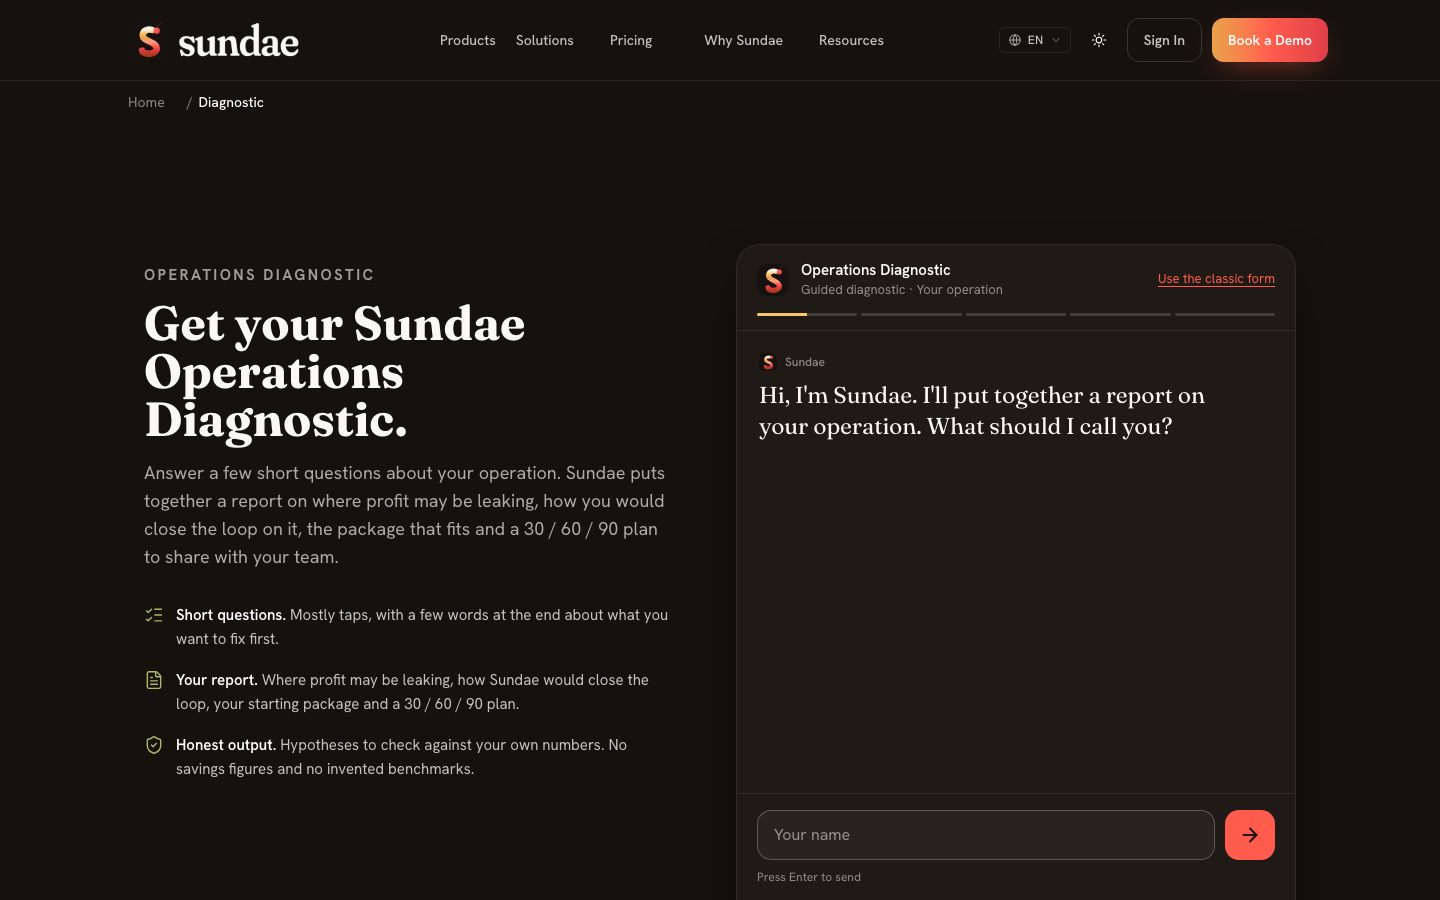 sundae
Products
Solutions
Pricing
Why Sundae
Resources
EN
Sign In
Book a Demo
Home / Diagnostic
OPERATIONS DIAGNOSTIC
Get your Sundae
Operations
Diagnostic.
Answer a few short questions about your operation. Sundae puts
together a report on where profit may be leaking, how you would
close the loop on it, the package that fits and a 30 / 60 / 90 plan
to share with your team.
Short questions. Mostly taps, with a few words at the end about what you
want to fix first.
Your report. Where profit may be leaking, how Sundae would close the
loop, your starting package and a 30 / 60 / 90 plan.
Honest output. Hypotheses to check against your own numbers. No
savings figures and no invented benchmarks.
Operations Diagnostic
Guided diagnostic · Your operation
Use the classic form
Sundae
Hi, I'm Sundae. I'll put together a report on
your operation. What should I call you?
Your name
Press Enter to send